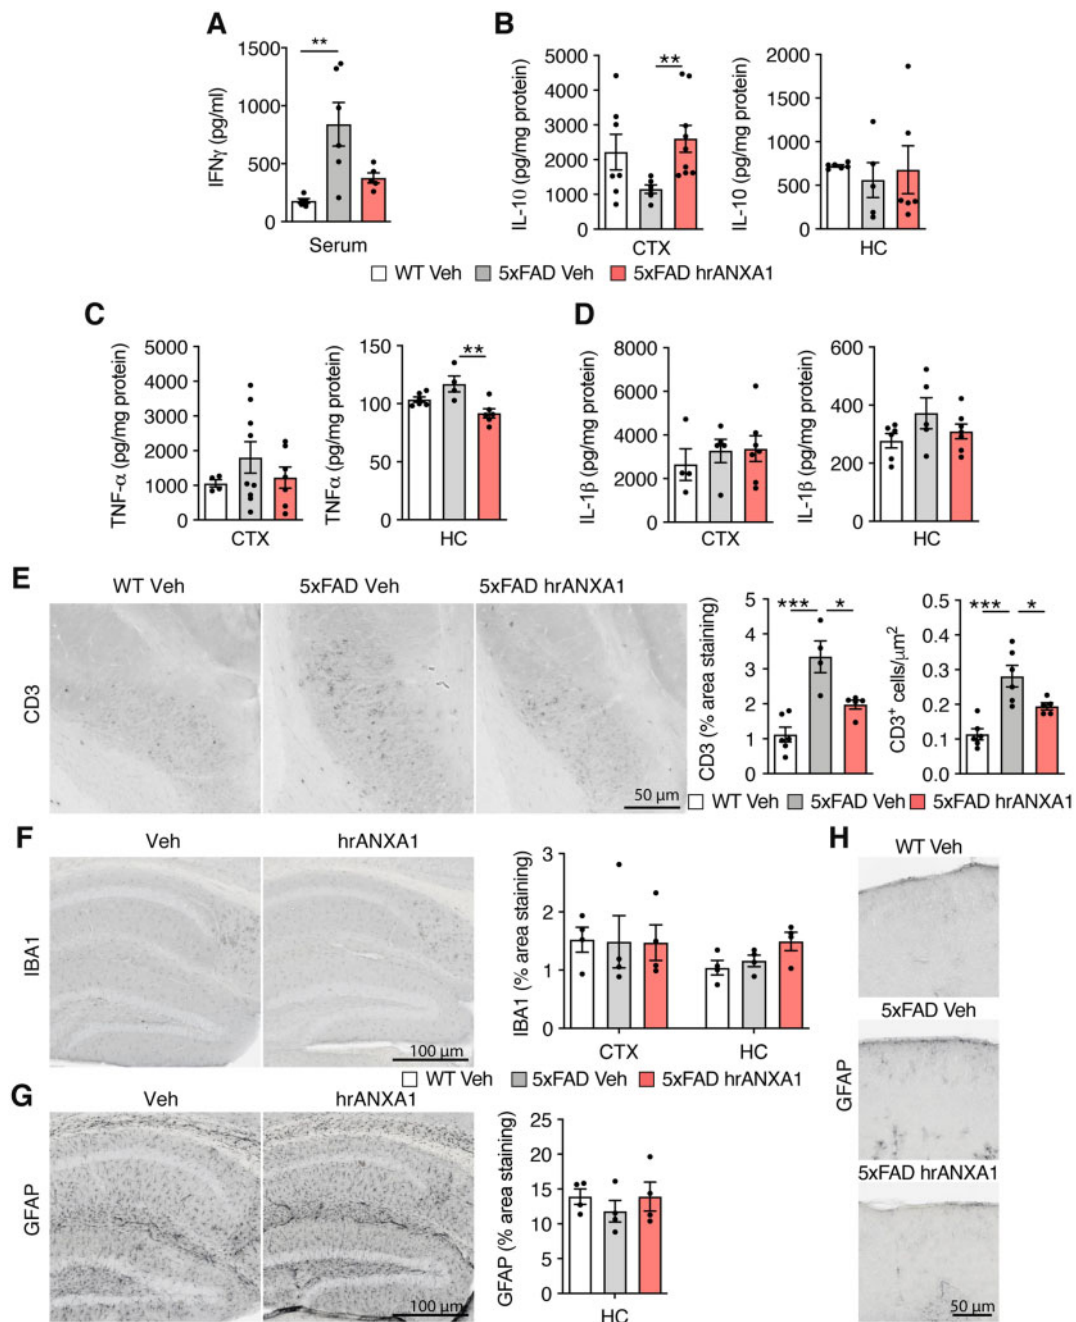 A
B
IFNγ (pg/ml)
1500
1000
500
0
**
Serum
IL-10 (pg/mg protein)
5000
4000
3000
2000
1000
0
**
CTX
IL-10 (pg/mg protein)
2000
1500
1000
500
0
HC
WT Veh 5xFAD Veh 5xFAD hrANXA1
C
D
TNF-α (pg/mg protein)
5000
4000
3000
2000
1000
0
CTX
TNFα (pg/mg protein)
150
100
50
0
**
HC
IL-1β (pg/mg protein)
8000
6000
4000
2000
0
CTX
IL-1β (pg/mg protein)
600
400
200
0
HC
E
WT Veh 5xFAD Veh 5xFAD hrANXA1
CD3
50 µm
CD3 (% area staining)
5
4
3
2
1
0
*** *
CD3⁺ cells/µm²
0.5
0.4
0.3
0.2
0.1
0.0
*** *
WT Veh 5xFAD Veh 5xFAD hrANXA1
F
Veh hrANXA1
IBA1
100 µm
IBA1 (% area staining)
3
2
1
0
CTX HC
WT Veh 5xFAD Veh 5xFAD hrANXA1
G
Veh hrANXA1
GFAP
100 µm
GFAP (% area staining)
25
20
15
10
5
0
HC
H
WT Veh
5xFAD Veh
GFAP
5xFAD hrANXA1
50 µm